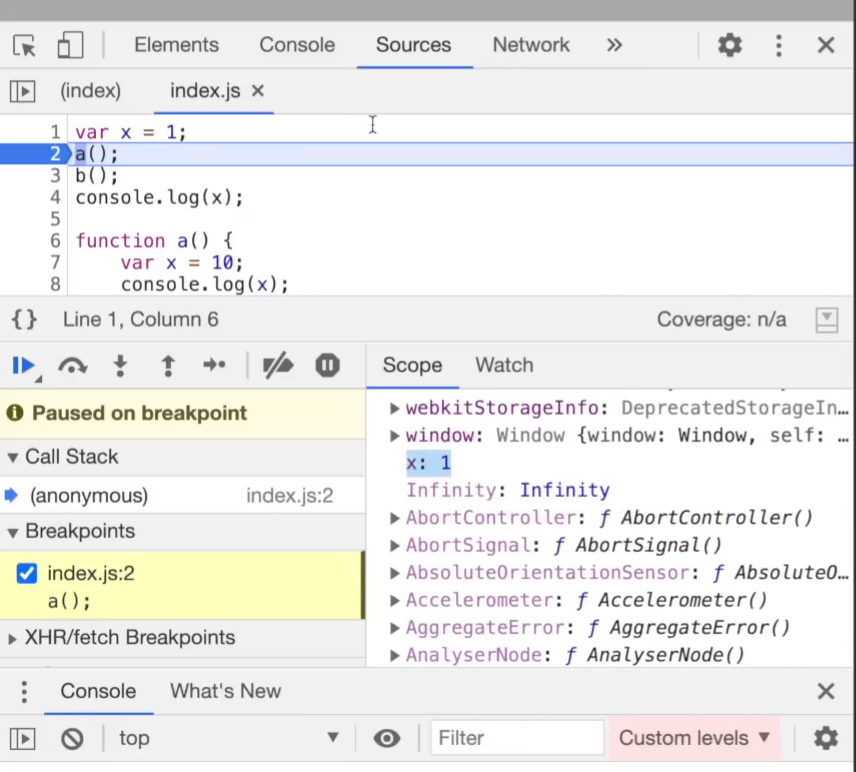 Elements Console Sources Network »
(index) index.js ×
1 var x = 1;
2 a();
3 b();
4 console.log(x);
5
6 function a() {
7 var x = 10;
8 console.log(x);
{} Line 1, Column 6 Coverage: n/a
Scope Watch
Paused on breakpoint
Call Stack
(anonymous) index.js:2
Breakpoints
index.js:2
a();
XHR/fetch Breakpoints
webkitStorageInfo: DeprecatedStorageIn…
window: Window {window: Window, self: …
x: 1
Infinity: Infinity
AbortController: ƒ AbortController()
AbortSignal: ƒ AbortSignal()
AbsoluteOrientationSensor: ƒ AbsoluteO…
Accelerometer: ƒ Accelerometer()
AggregateError: ƒ AggregateError()
AnalyserNode: ƒ AnalyserNode()
Console What's New
top Filter Custom levels